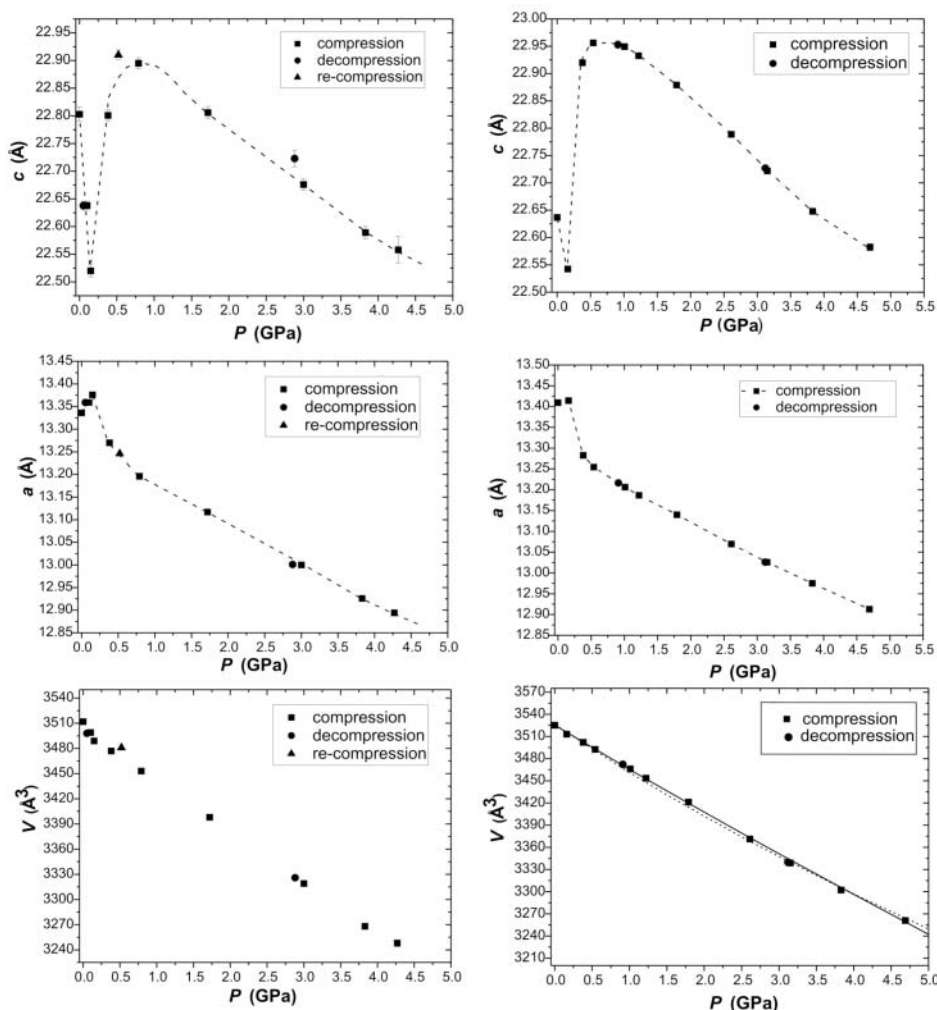 22.95
22.90
22.85
22.80
22.75
22.70
22.65
22.60
22.55
22.50
c (Å)
compression
decompression
re-compression
0.0 0.5 1.0 1.5 2.0 2.5 3.0 3.5 4.0 4.5 5.0
P (GPa)
23.00
22.95
22.90
22.85
22.80
22.75
22.70
22.65
22.60
22.55
22.50
c (Å)
compression
decompression
0.0 0.5 1.0 1.5 2.0 2.5 3.0 3.5 4.0 4.5 5.0
P (GPa)
13.45
13.40
13.35
13.30
13.25
13.20
13.15
13.10
13.05
13.00
12.95
12.90
12.85
a (Å)
compression
decompression
re-compression
0.0 0.5 1.0 1.5 2.0 2.5 3.0 3.5 4.0 4.5 5.0
P (GPa)
13.50
13.45
13.40
13.35
13.30
13.25
13.20
13.15
13.10
13.05
13.00
12.95
12.90
12.85
a (Å)
compression
decompression
0.0 0.5 1.0 1.5 2.0 2.5 3.0 3.5 4.0 4.5 5.0 5.5
P (GPa)
3540
3510
3480
3450
3420
3390
3360
3330
3300
3270
3240
V (Å3)
compression
decompression
re-compression
0.0 0.5 1.0 1.5 2.0 2.5 3.0 3.5 4.0 4.5 5.0
P (GPa)
3570
3540
3510
3480
3450
3420
3390
3360
3330
3300
3270
3240
3210
V (Å3)
compression
decompression
0.0 0.5 1.0 1.5 2.0 2.5 3.0 3.5 4.0 4.5 5.0
P (GPa)